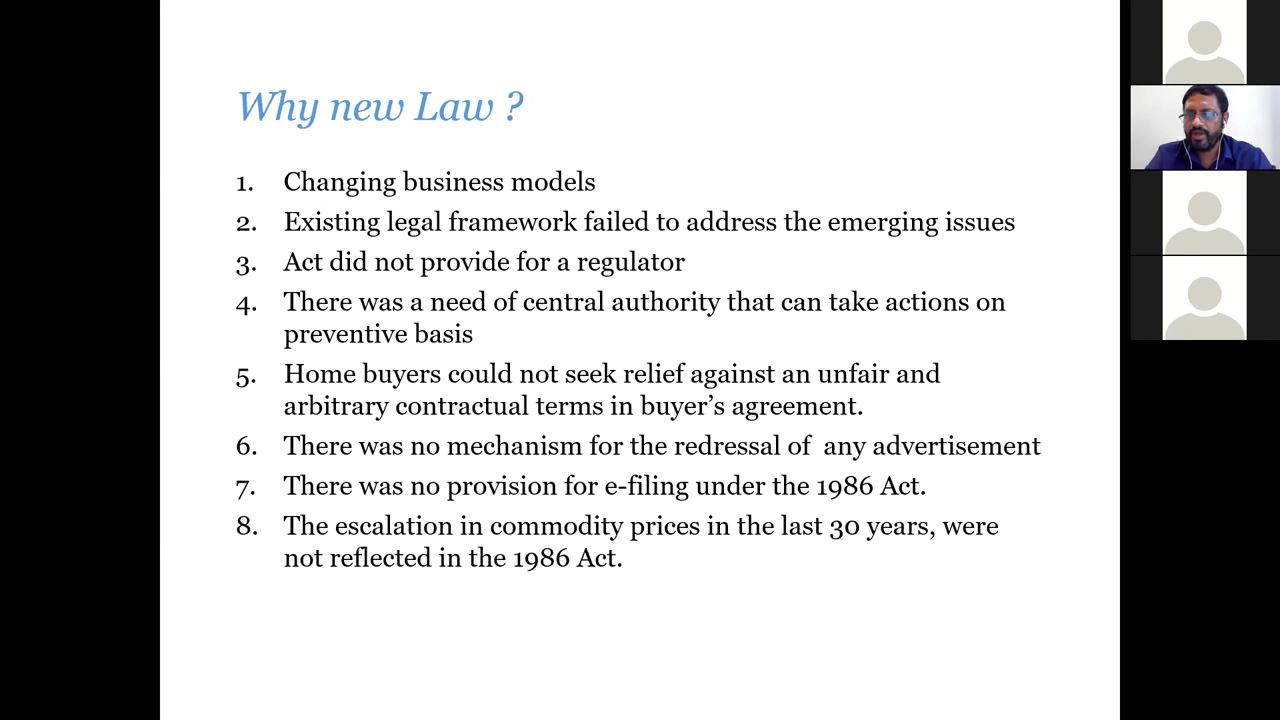 Why new Law ?
1. Changing business models
2. Existing legal framework failed to address the emerging issues
3. Act did not provide for a regulator
4. There was a need of central authority that can take actions on
preventive basis
5. Home buyers could not seek relief against an unfair and
arbitrary contractual terms in buyer’s agreement.
6. There was no mechanism for the redressal of  any advertisement
7. There was no provision for e-filing under the 1986 Act.
8. The escalation in commodity prices in the last 30 years, were
not reflected in the 1986 Act.